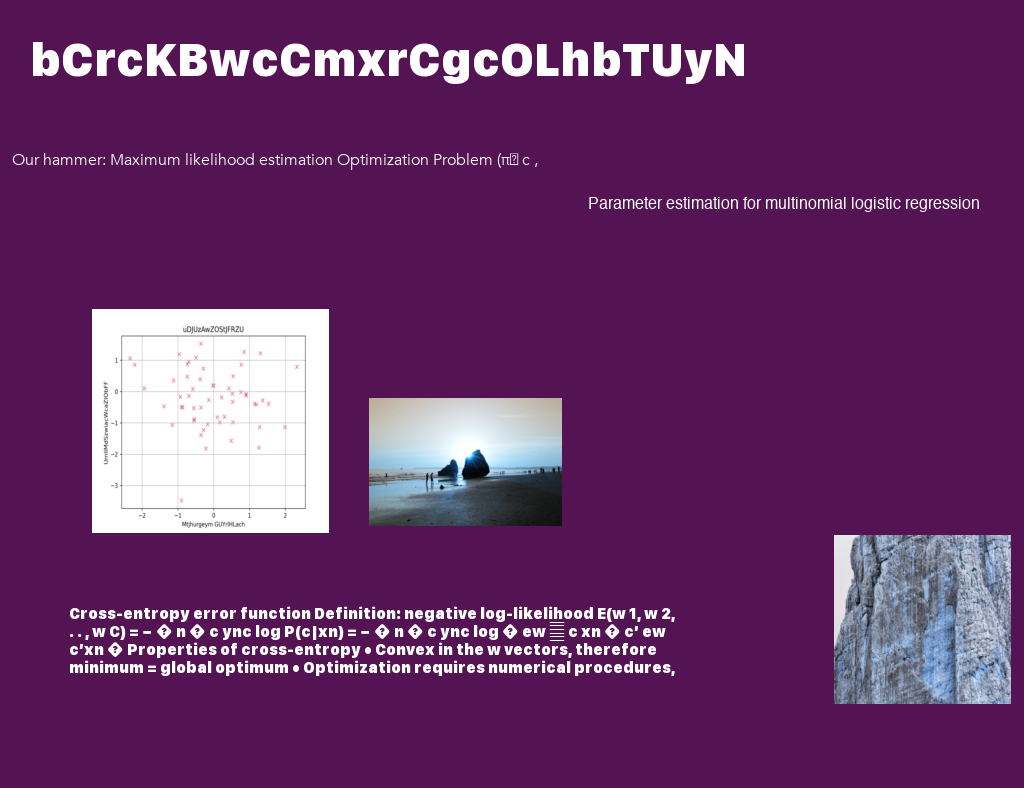 bCrcKBwcCmxrCgcOLhbTUyN
Our hammer: Maximum likelihood estimation Optimization Problem (π c ,
Parameter estimation for multinomial logistic regression
uDJUzAwZOStJFRZU
1
0
−1
−2
−3
−2 −1 0 1 2
Mtjhurgeym GUYrlHLach
Cross-entropy error function Definition: negative log-likelihood E(w 1, w 2,
. . , w C) = − � n � c ync log P(c|xn) = − � n � c ync log � ew c xn � c′ ew
c′xn � Properties of cross-entropy • Convex in the w vectors, therefore
minimum = global optimum • Optimization requires numerical procedures,